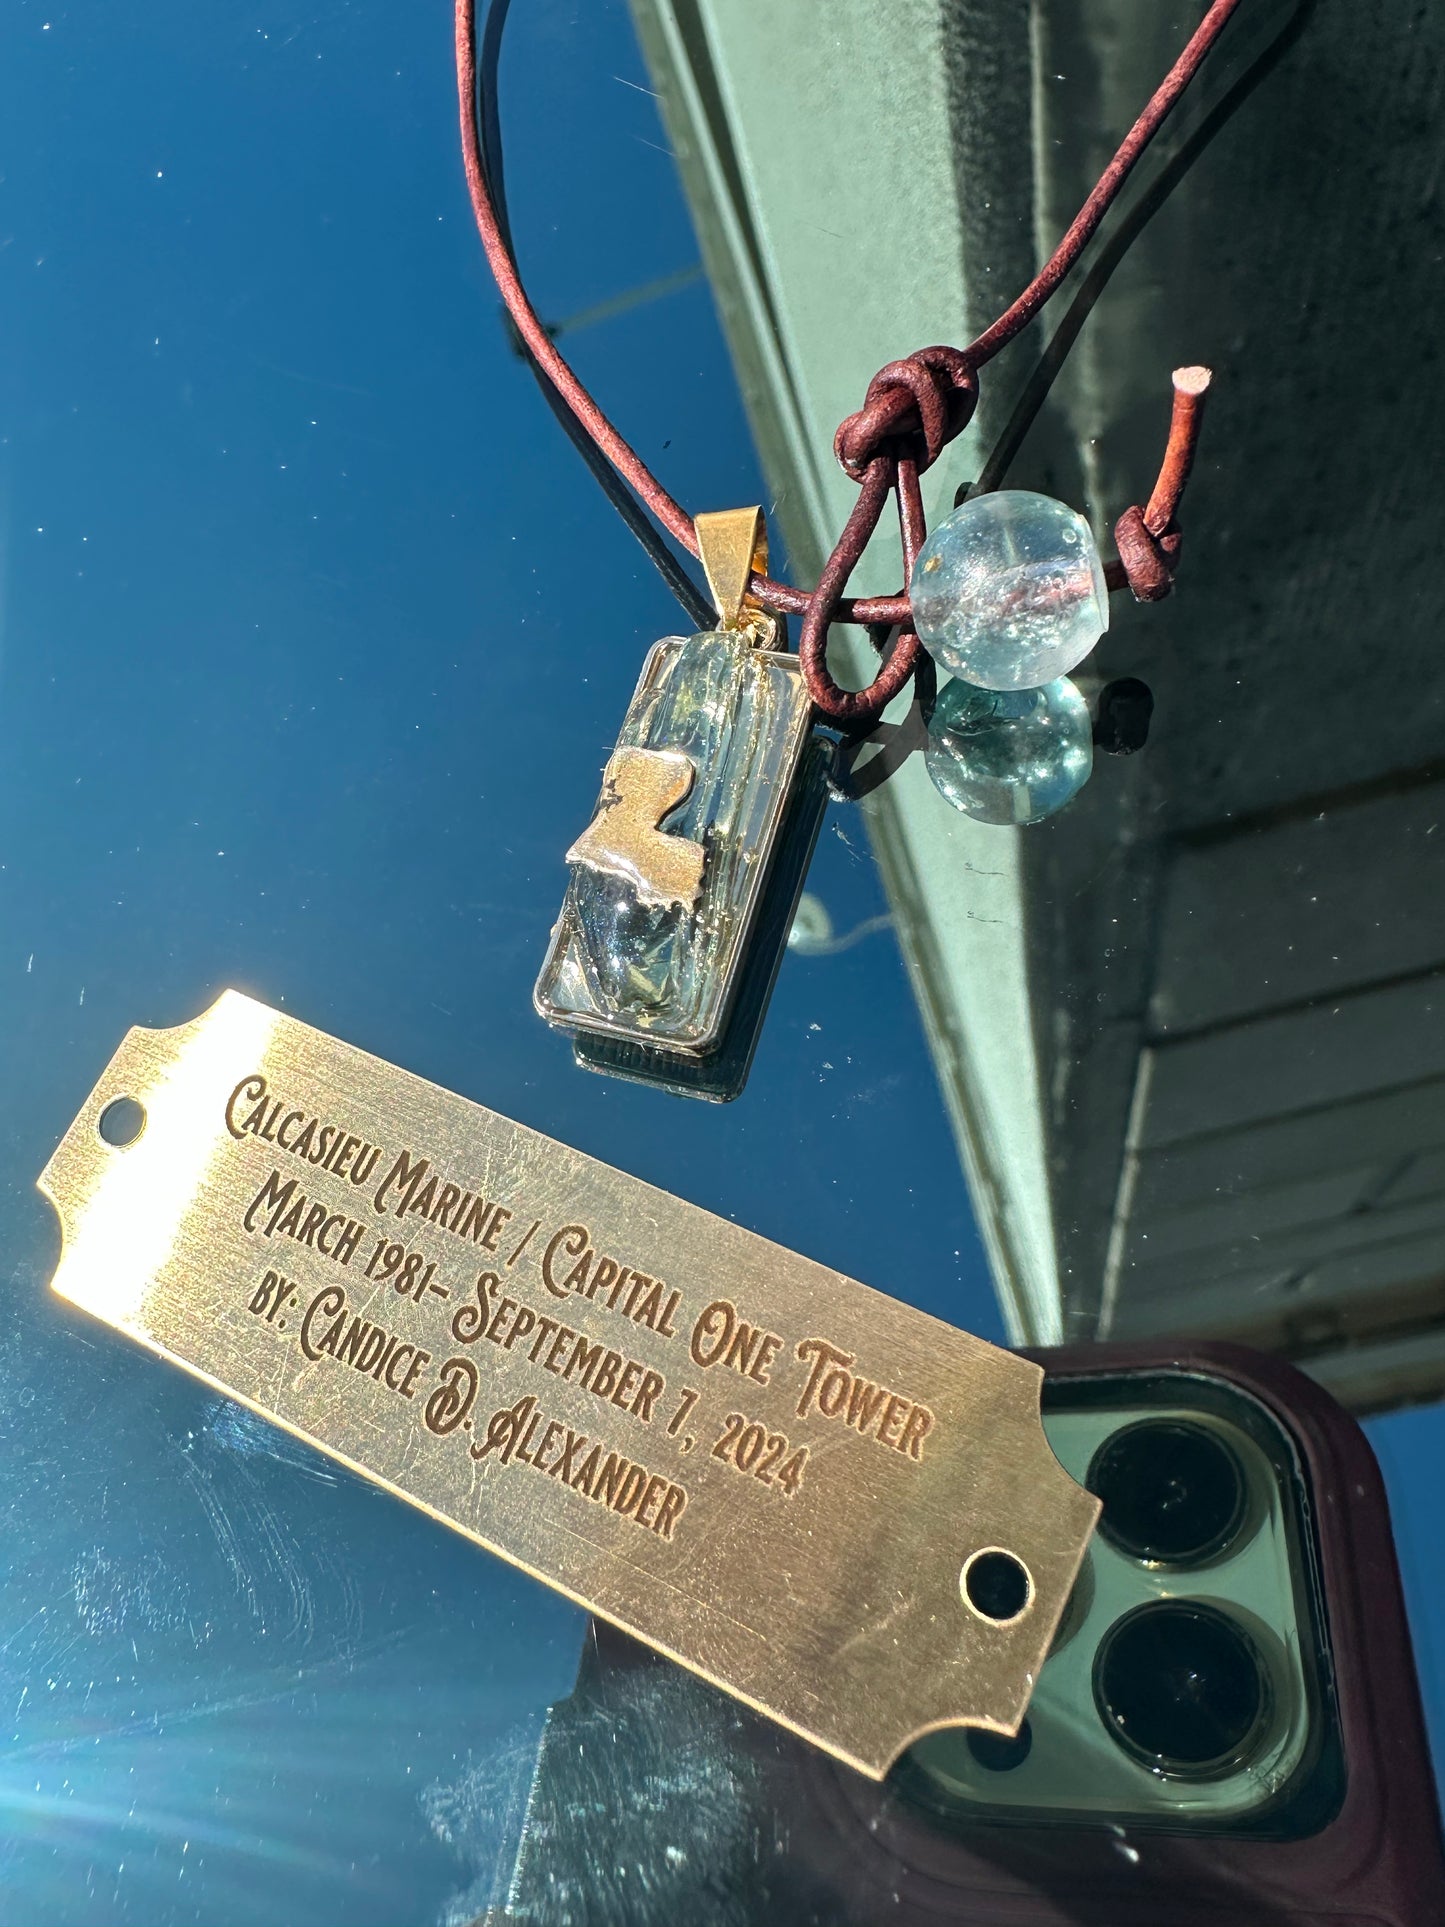 Calcasieu Marine / Capital One Tower
March 1981- September 7, 2024
by: Candice D. Alexander